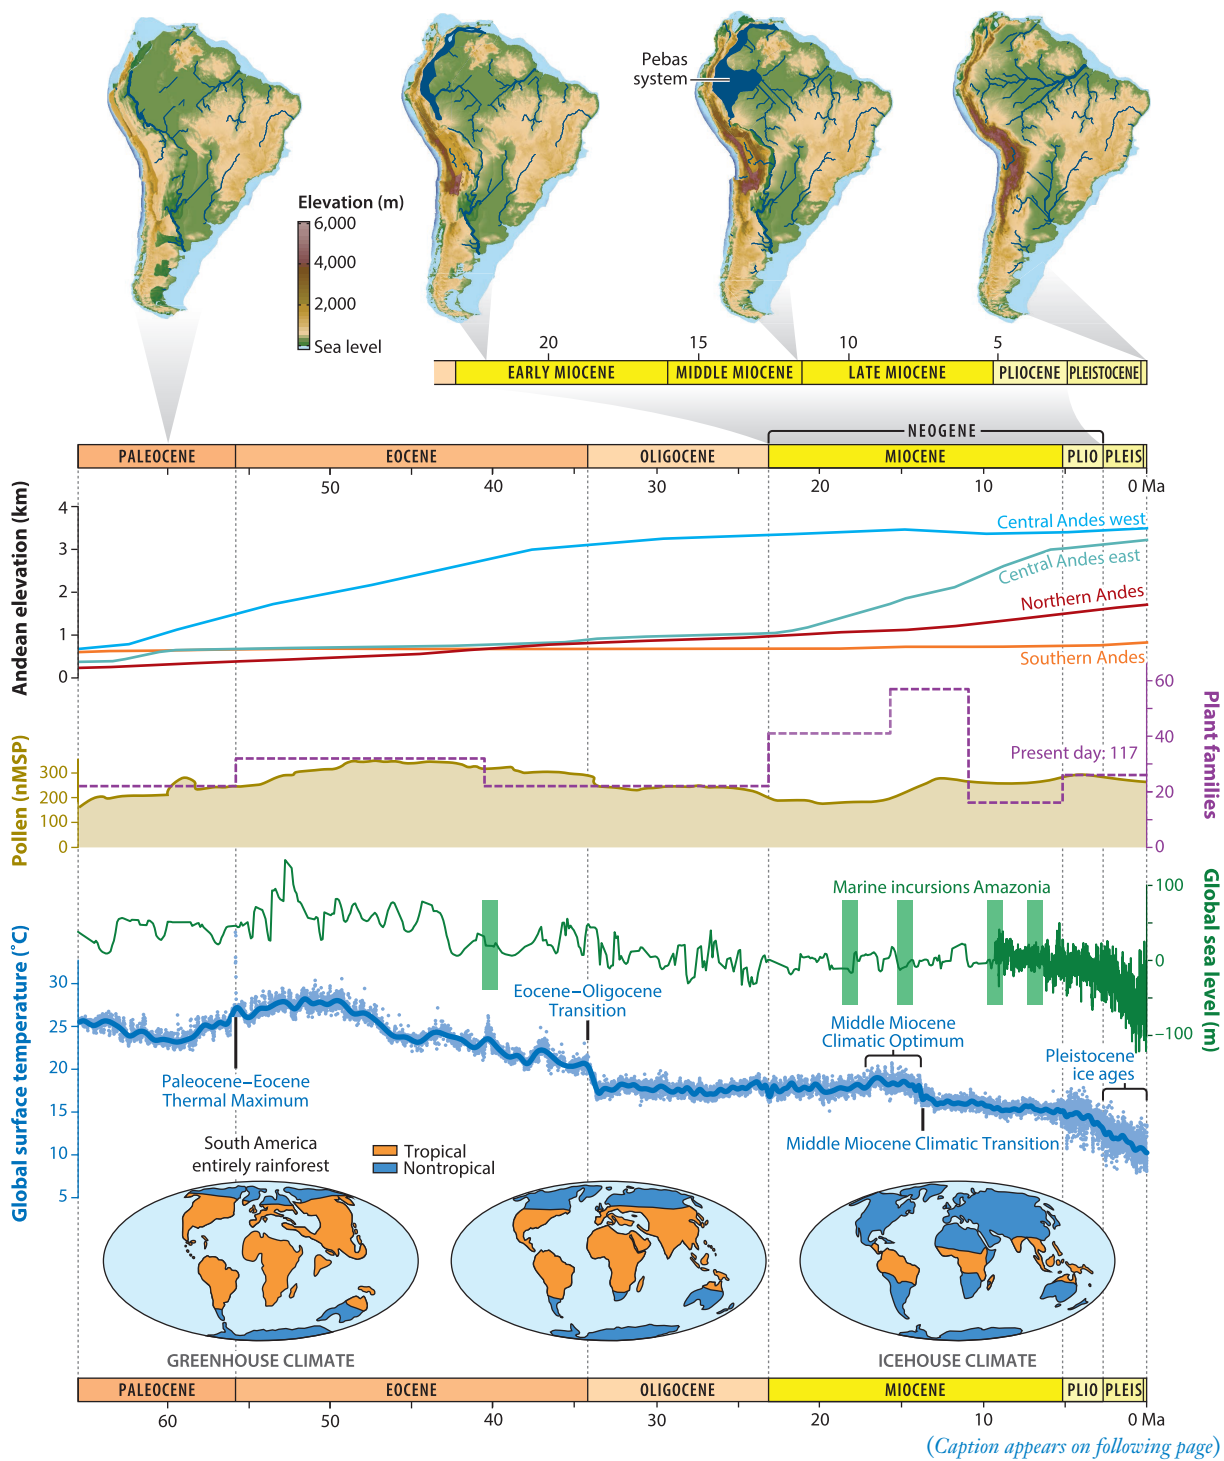 Pebas
system
Elevation (m)
6,000
4,000
2,000
Sea level
20
15
10
5
EARLY MIOCENE
MIDDLE MIOCENE
LATE MIOCENE
PLIOCENE
PLEISTOCENE
NEOGENE
PALEOCENE
EOCENE
OLIGOCENE
MIOCENE
PLIO
PLEIS
50
40
30
20
10
0 Ma
Andean elevation (km)
4
3
2
1
0
Central Andes west
Central Andes east
Northern Andes
Southern Andes
Pollen (nMSP)
300
200
100
0
Plant families
60
40
20
0
Present day: 117
Marine incursions Amazonia
Global sea level (m)
100
0
−100
Global surface temperature (˚C)
30
25
20
15
10
5
Eocene–Oligocene
Transition
Middle Miocene
Climatic Optimum
Pleistocene
ice ages
Paleocene–Eocene
Thermal Maximum
Middle Miocene Climatic Transition
South America
entirely rainforest
Tropical
Nontropical
GREENHOUSE CLIMATE
ICEHOUSE CLIMATE
PALEOCENE
EOCENE
OLIGOCENE
MIOCENE
PLIO
PLEIS
60
50
40
30
20
10
0 Ma
(Caption appears on following page)